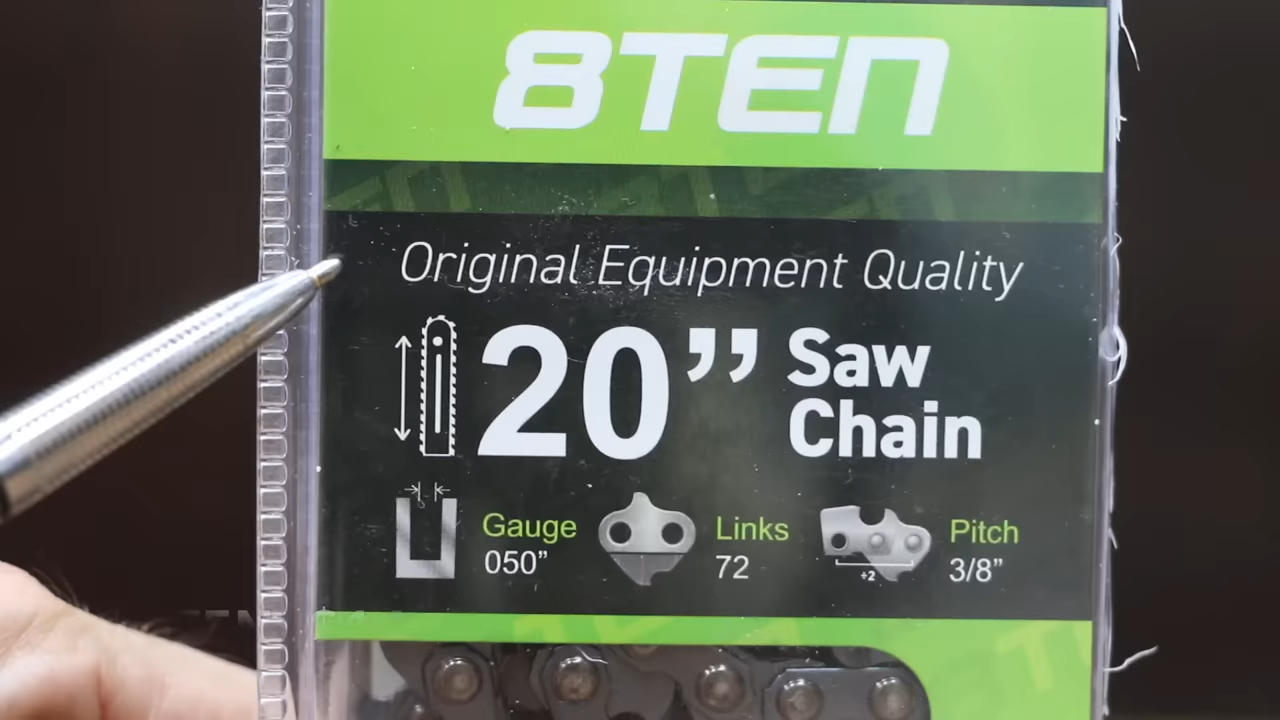 8TEN
Original Equipment Quality
20”
Saw
Chain
Gauge
050”
Links
72
Pitch
3/8”
÷2